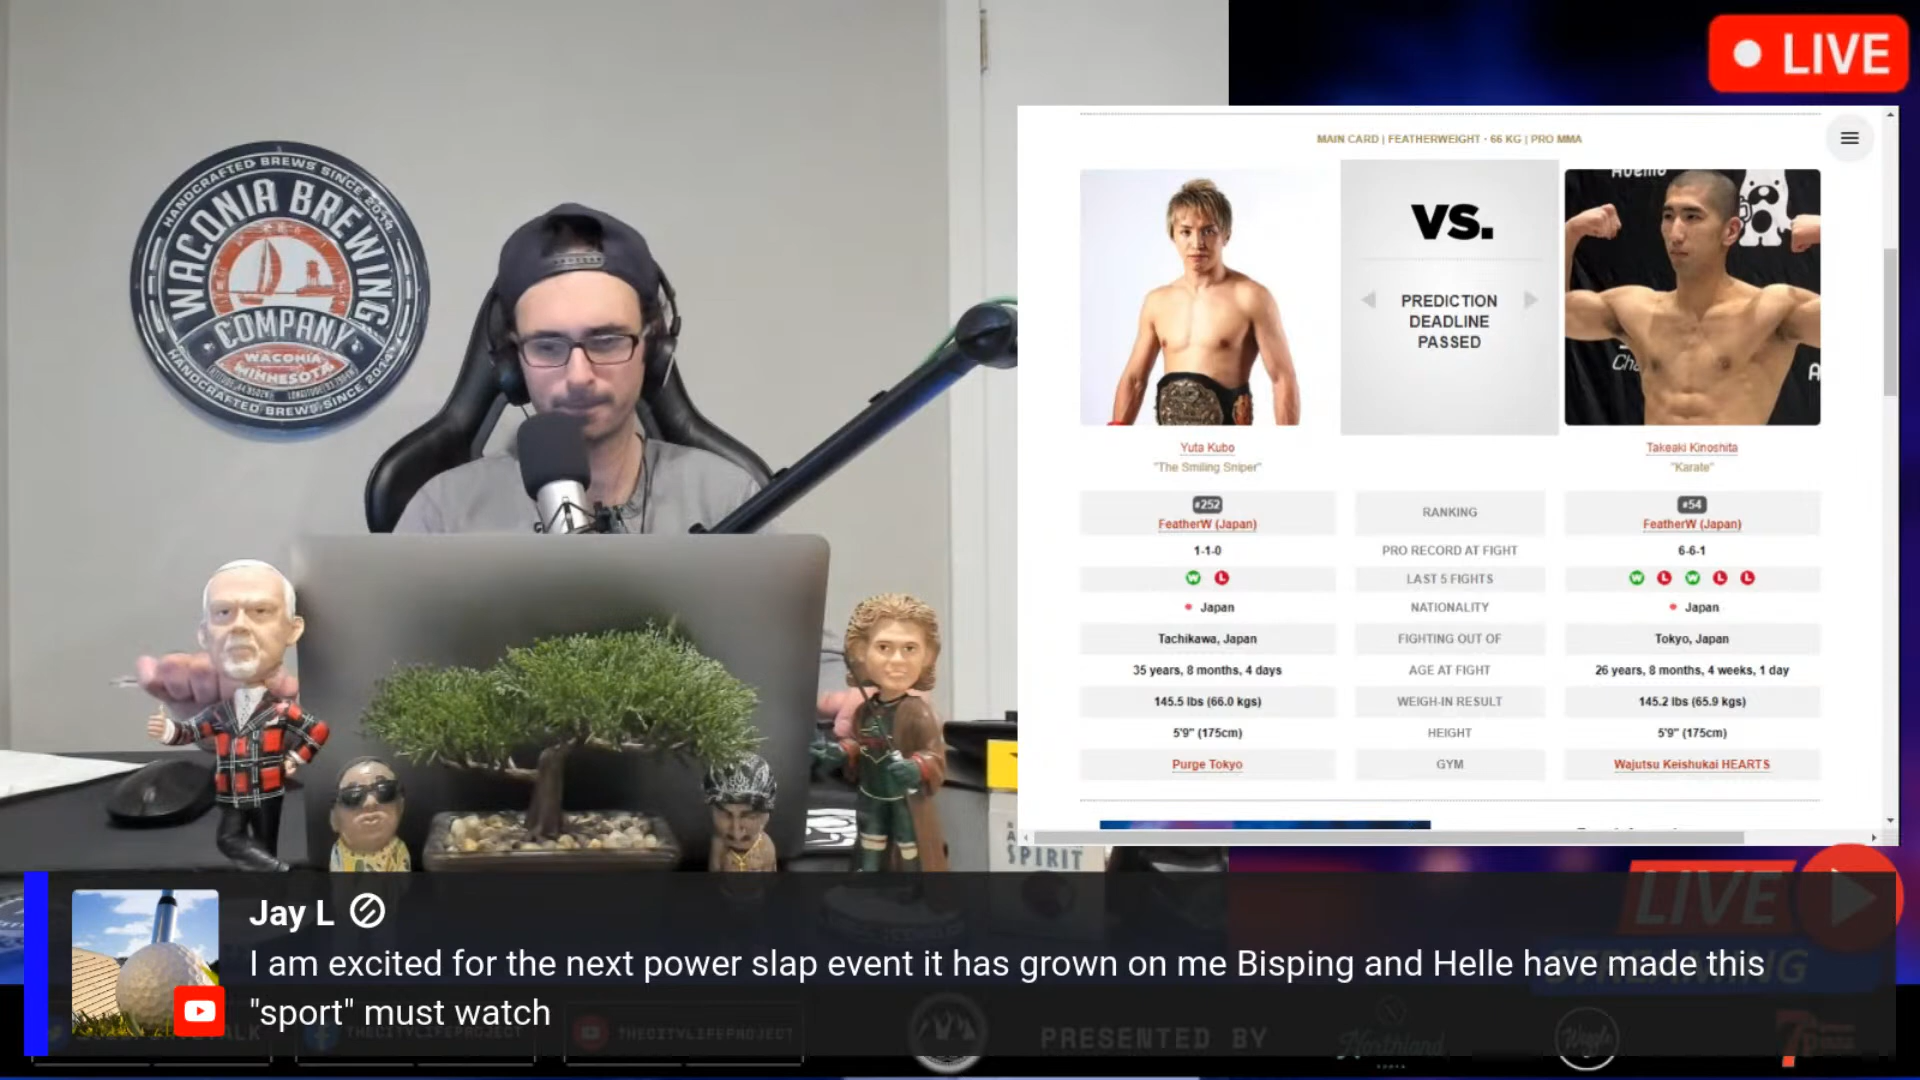 LIVE
HANDCRAFTED BREWS SINCE 2014
WACONIA BREWING
COMPANY
WACONIA
MINNESOTA
HANDCRAFTED BREWS SINCE 2014
MAIN CARD | FEATHERWEIGHT · 66 KG | PRO MMA
VS.
PREDICTION
DEADLINE
PASSED
Yuta Kubo
"The Smiling Sniper"
Takeaki Kinoshita
"Karate"
#252
FeatherW (Japan)
RANKING
#54
FeatherW (Japan)
1-1-0 PRO RECORD AT FIGHT 6-6-1
W L LAST 5 FIGHTS W L W L L
Japan NATIONALITY Japan
Tachikawa, Japan FIGHTING OUT OF Tokyo, Japan
35 years, 8 months, 4 days AGE AT FIGHT 26 years, 8 months, 4 weeks, 1 day
145.5 lbs (66.0 kgs) WEIGH-IN RESULT 145.2 lbs (65.9 kgs)
5'9" (175cm) HEIGHT 5'9" (175cm)
Purge Tokyo GYM Wajutsu Keishukai HEARTS
SPIRIT
LIVE
Jay L
I am excited for the next power slap event it has grown on me Bisping and Helle have made this
"sport" must watch
THECITYLIFEPROJECT
THECITYLIFEPROJECT
PRESENTED BY
Northland
Waggle